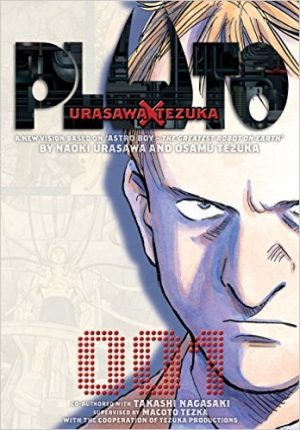 PLUTO
URASAWA X TEZUKA
A NEW VISION BASED ON 'ASTRO BOY - THE GREATEST ROBOT ON EARTH'
BY NAOKI URASAWA AND OSAMU TEZUKA
001
CO-AUTHORED WITH TAKASHI NAGASAKI
SUPERVISED BY MACOTO TEZKA
WITH THE COOPERATION OF TEZUKA PRODUCTIONS